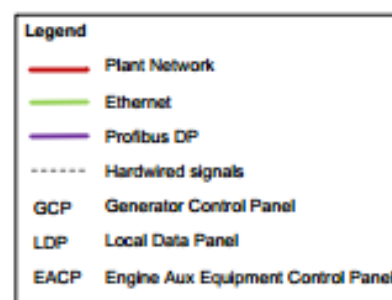 Legend
Plant Network
Ethernet
Profibus DP
Hardwired signals
GCP Generator Control Panel
LDP Local Data Panel
EACP Engine Aux Equipment Control Panel